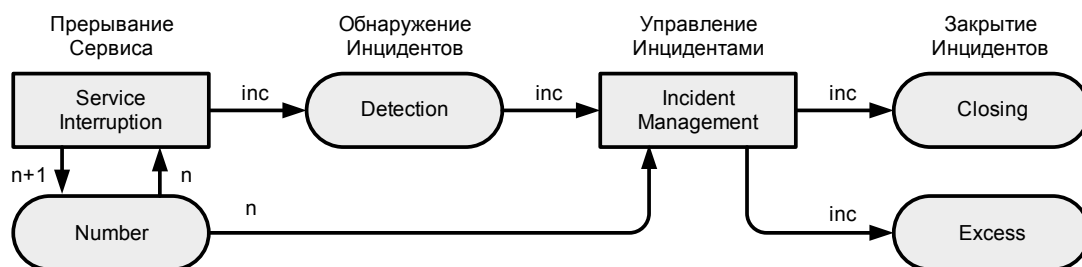 Прерывание
Сервиса
Обнаружение
Инцидентов
Управление
Инцидентами
Закрытие
Инцидентов
Service
Interruption
inc
Detection
inc
Incident
Management
inc
Closing
n+1
n
Number
n
inc
Excess